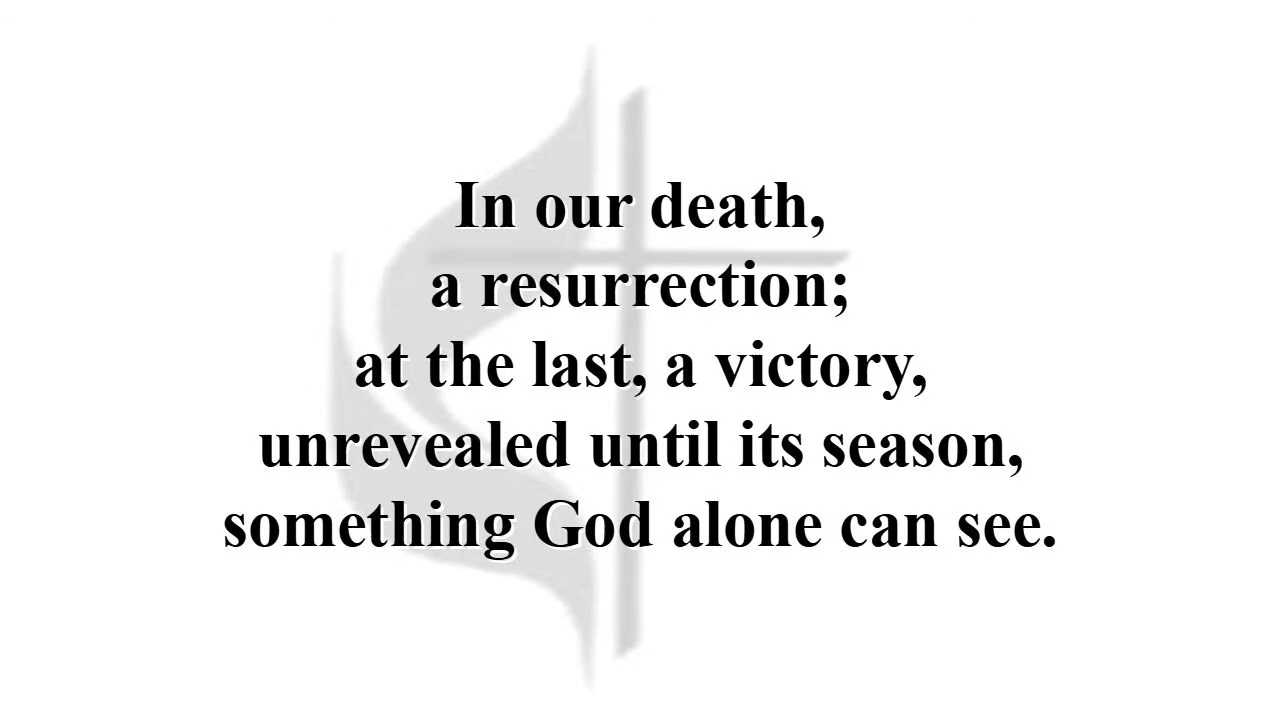 In our death,
a resurrection;
at the last, a victory,
unrevealed until its season,
something God alone can see.